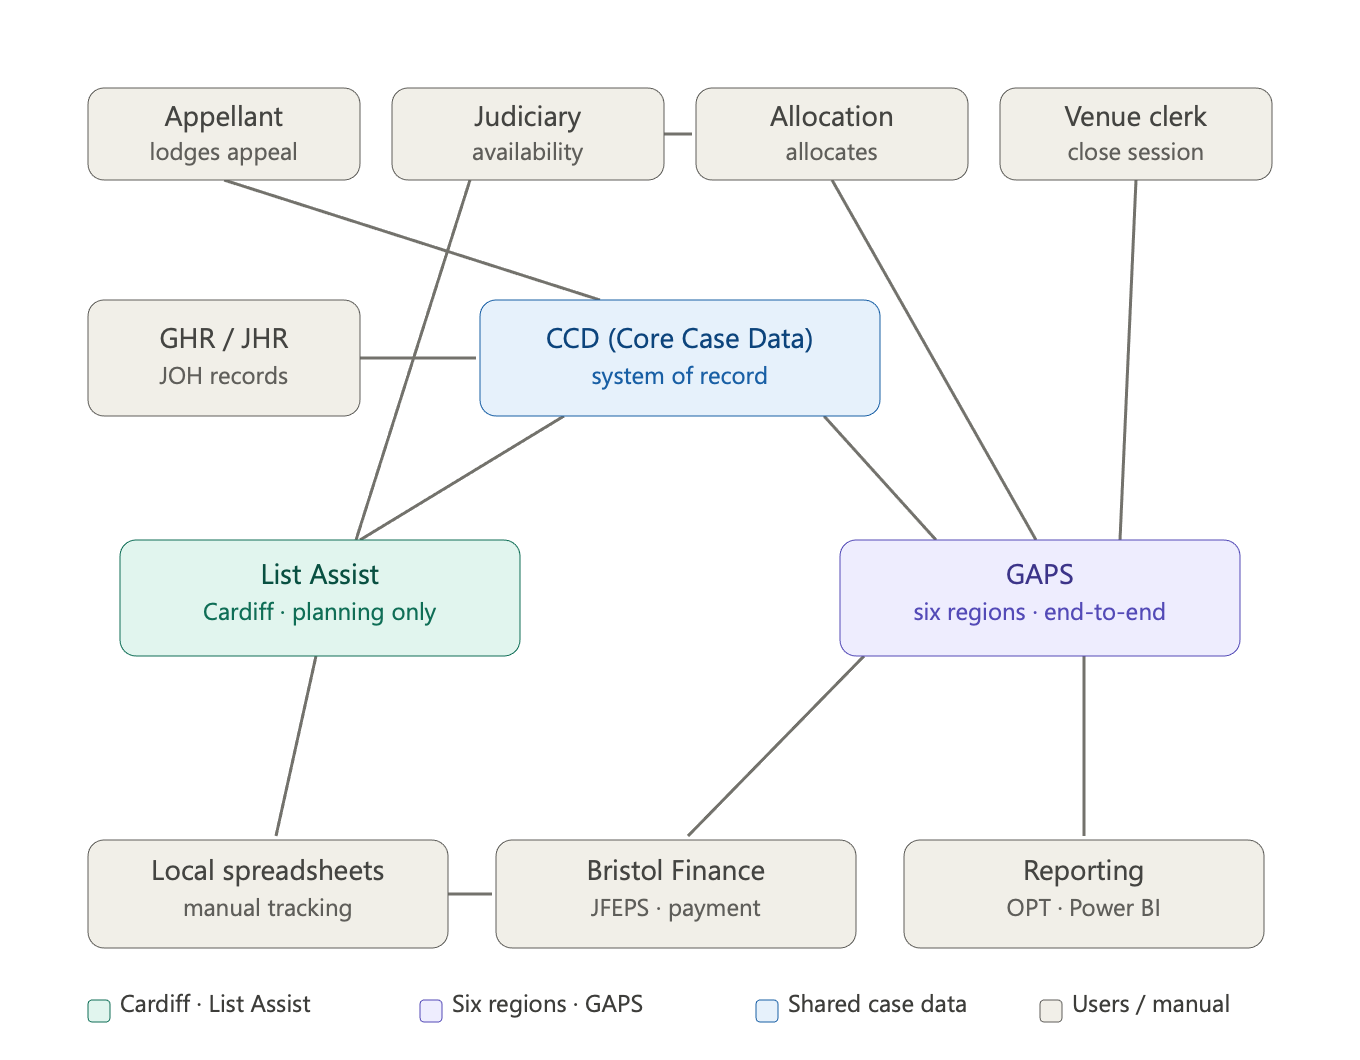 Appellant
lodges appeal
Judiciary
availability
Allocation
allocates
Venue clerk
close session
GHR / JHR
JOH records
CCD (Core Case Data)
system of record
List Assist
Cardiff · planning only
GAPS
six regions · end-to-end
Local spreadsheets
manual tracking
Bristol Finance
JFEPS · payment
Reporting
OPT · Power BI
Cardiff · List Assist
Six regions · GAPS
Shared case data
Users / manual